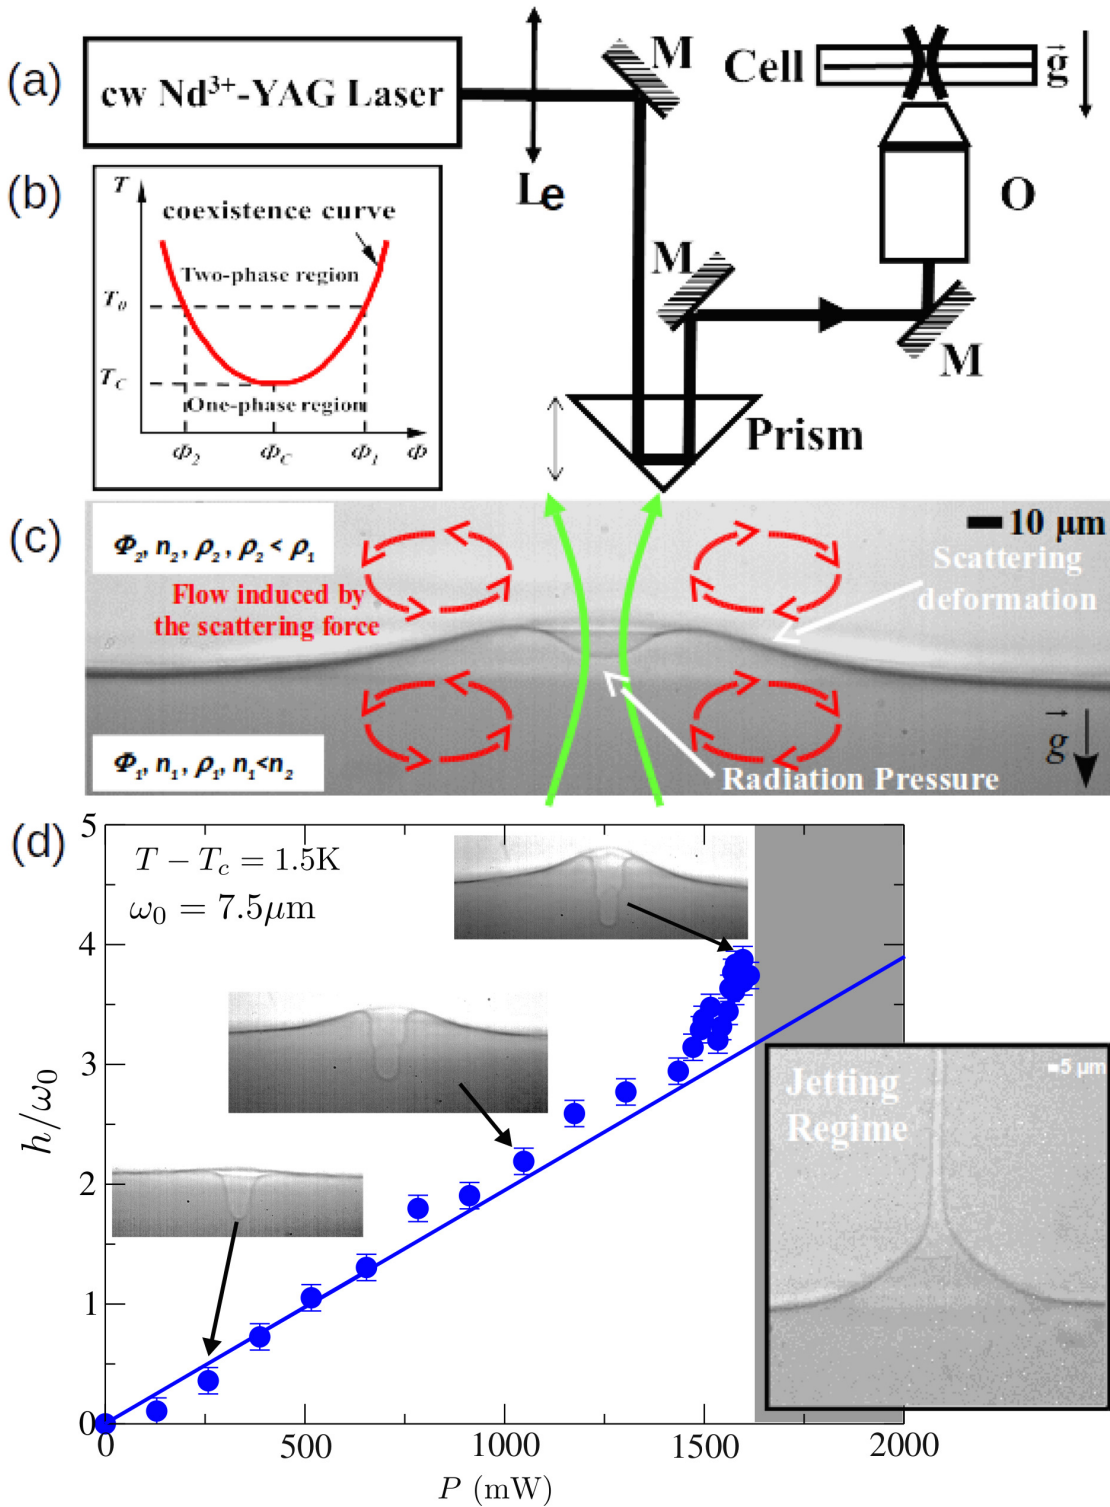 (a)
cw Nd³⁺-YAG Laser
Le
M
Cell
g
O
M
M
Prism
(b)
T
coexistence curve
Two-phase region
T₀
T_C
One-phase region
Φ₂ Φ_C Φ₁ Φ
(c)
Φ₂, n₂, ρ₂, ρ₂ < ρ₁
10 μm
Flow induced by
the scattering force
Scattering
deformation
Φ₁, n₁, ρ₁, n₁<n₂
Radiation Pressure
g
(d)
T − T_c = 1.5K
ω₀ = 7.5μm
5
4
3
2
1
0
h/ω₀
Jetting
Regime
5 μm
0 500 1000 1500 2000
P (mW)